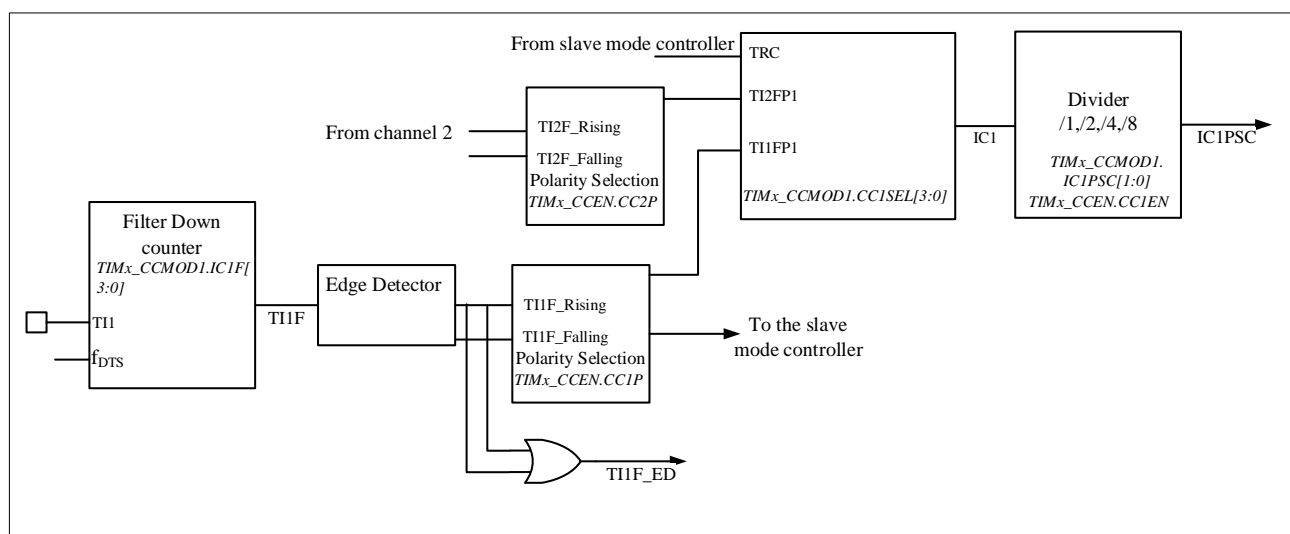 From slave mode controller
TRC
TI2FP1
TI1FP1
TIMx_CCMOD1.CC1SEL[3:0]
IC1
Divider
/1,/2,/4,/8
TIMx_CCMOD1.
IC1PSC[1:0]
TIMx_CCEN.CC1EN
IC1PSC
From channel 2
TI2F_Rising
TI2F_Falling
Polarity Selection
TIMx_CCEN.CC2P
Filter Down
counter
TIMx_CCMOD1.IC1F[
3:0]
TI1
fDTS
TI1F
Edge Detector
TI1F_Rising
TI1F_Falling
Polarity Selection
TIMx_CCEN.CC1P
To the slave
mode controller
TI1F_ED